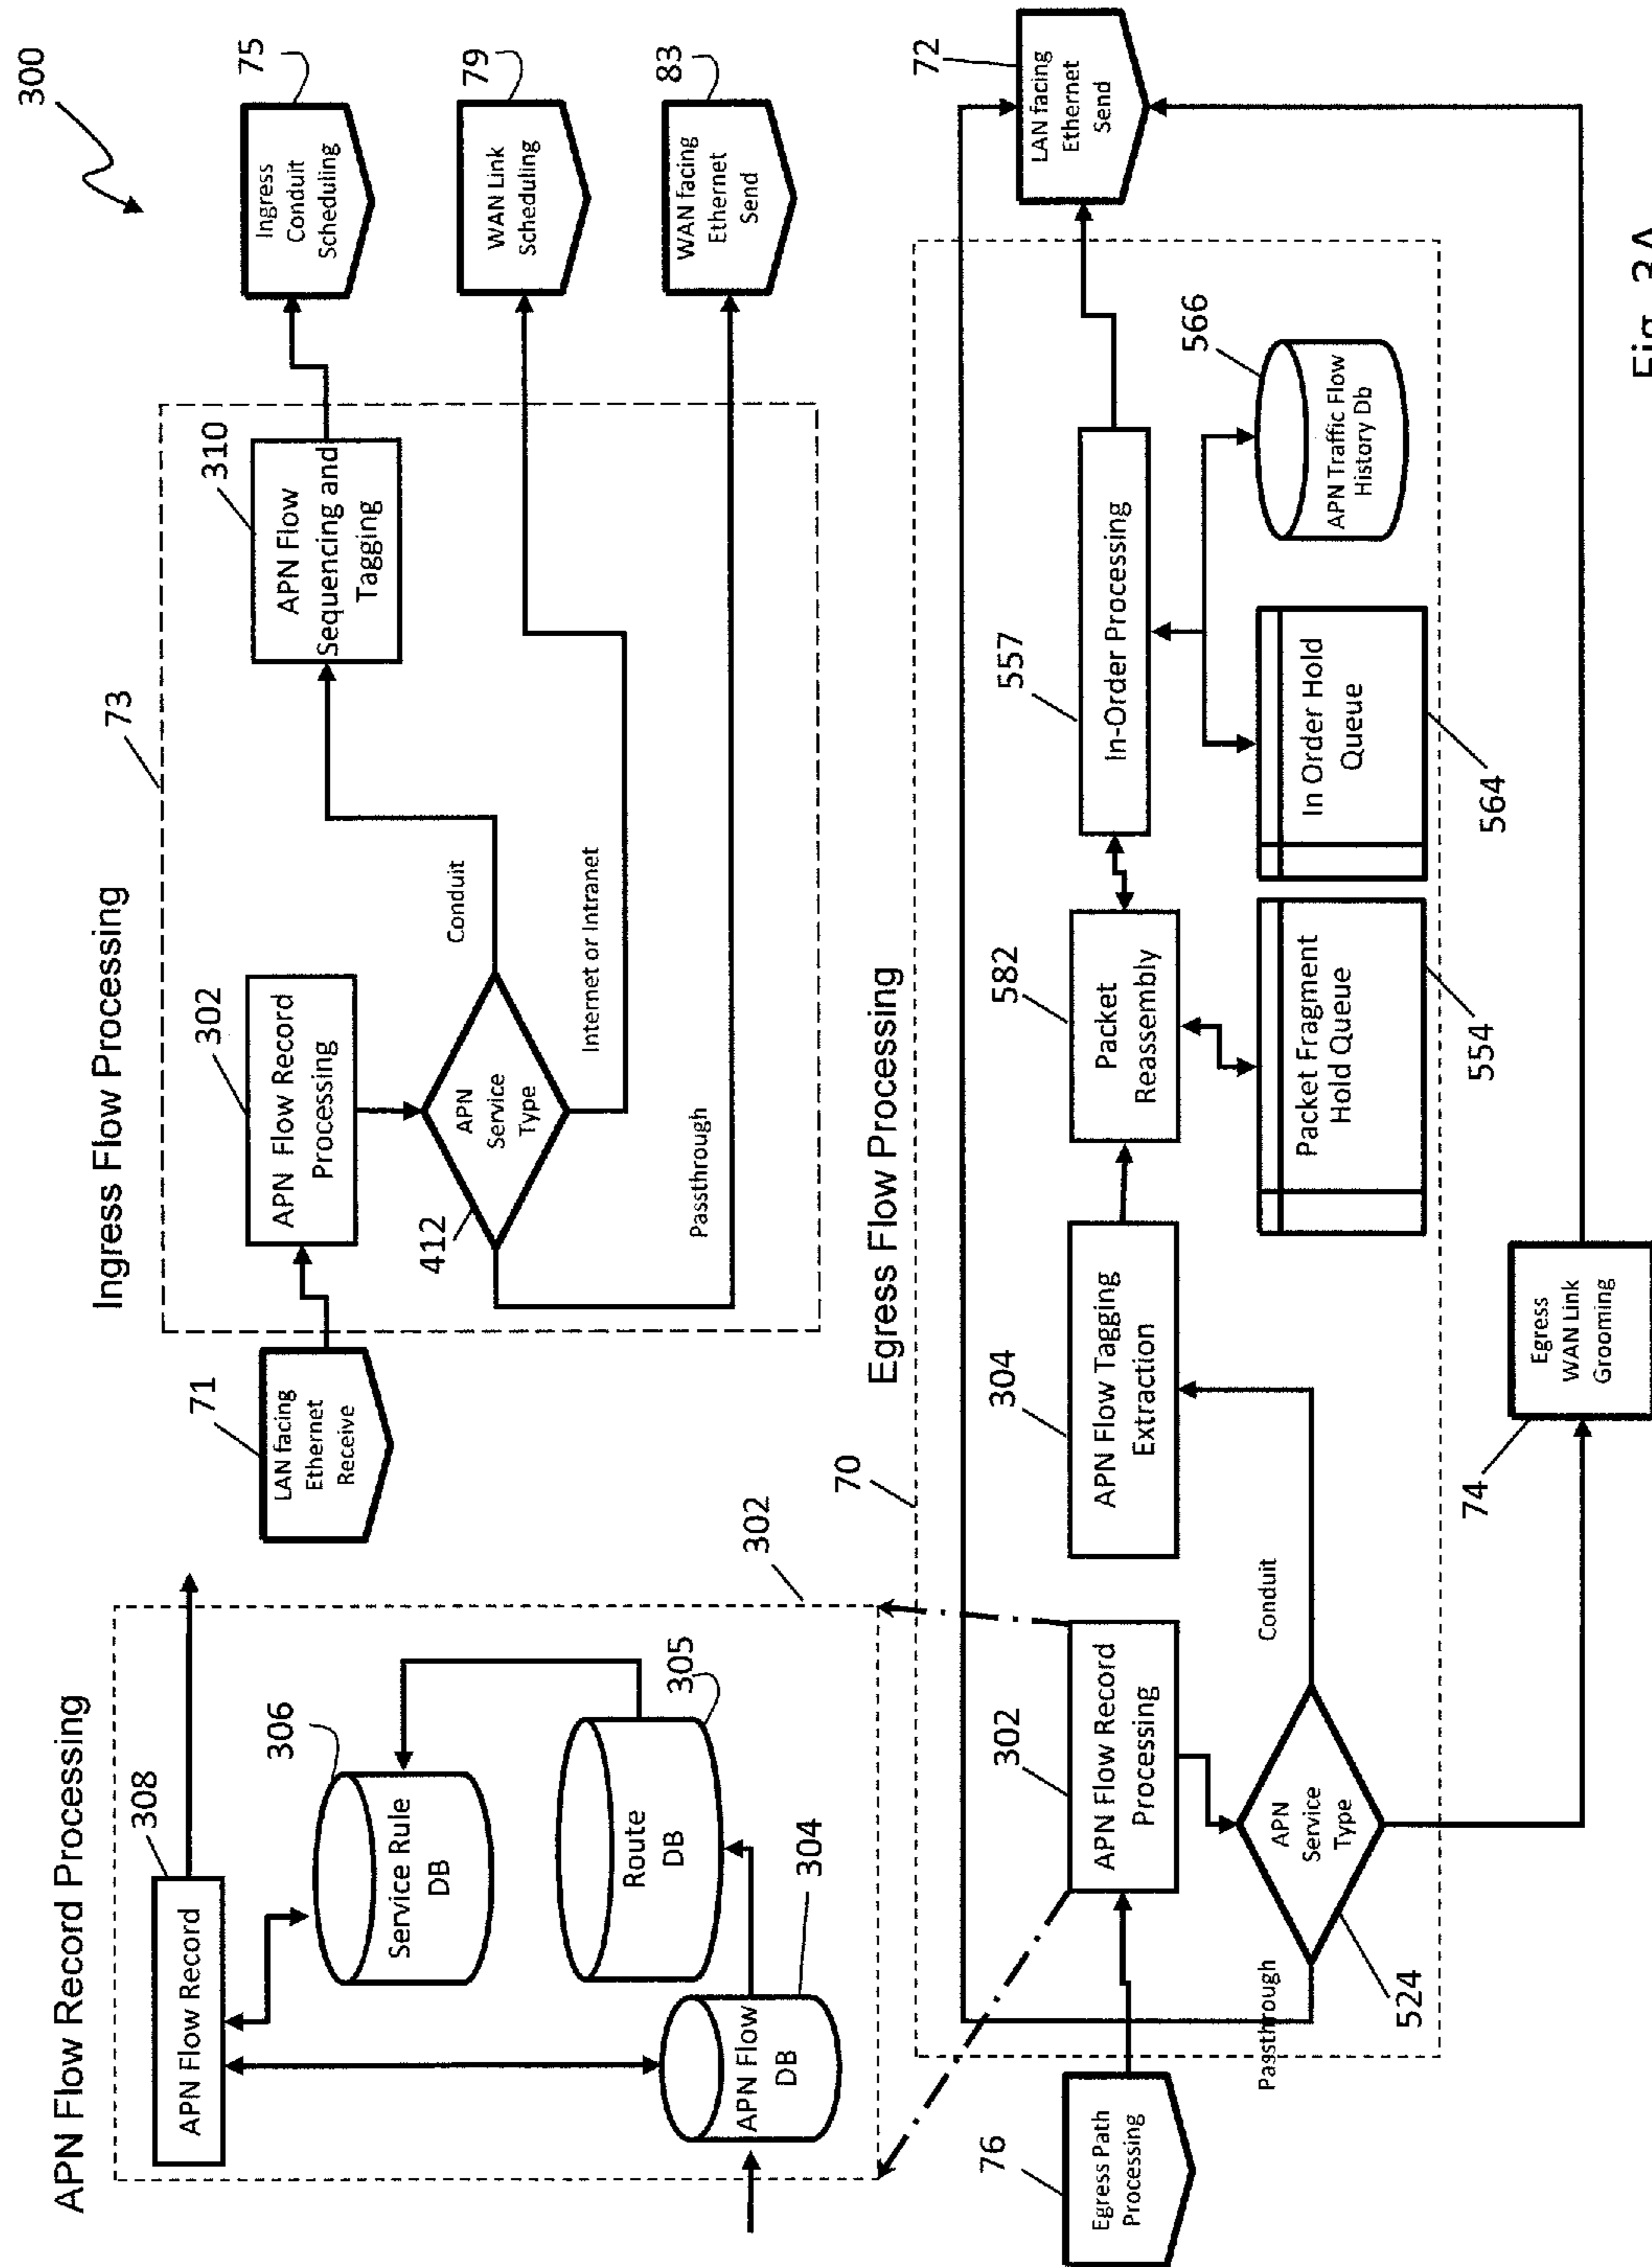 300
APN Flow Record Processing
308
APN Flow Record
306
Service Rule
DB
305
Route
DB
304
APN Flow
DB
302
Ingress Flow Processing
73
71
LAN facing
Ethernet
Receive
302
APN Flow Record
Processing
412
APN
Service
Type
Conduit
Internet or Intranet
Passthrough
310
APN Flow
Sequencing and
Tagging
75
Ingress
Conduit
Scheduling
79
WAN Link
Scheduling
83
WAN facing
Ethernet
Send
Egress Flow Processing
70
76
Egress Path
Processing
302
APN Flow Record
Processing
524
APN
Service
Type
Passthrough
Conduit
304
APN Flow Tagging
Extraction
582
Packet
Reassembly
554
Packet Fragment
Hold Queue
557
In-Order Processing
564
In Order Hold
Queue
566
APN Traffic Flow
History Db
72
LAN facing
Ethernet
Send
74
Egress
WAN Link
Grooming
Fig. 3A